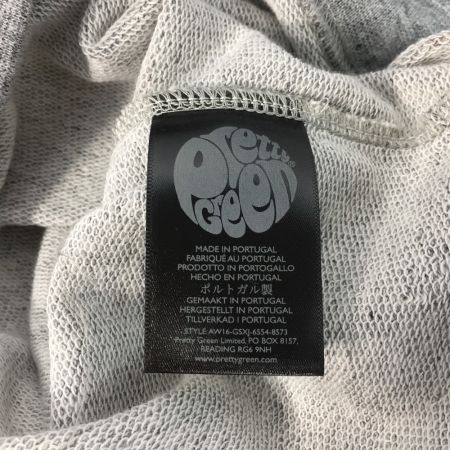 Pretty
Green
MADE IN PORTUGAL
FABRIQUÉ AU PORTUGAL
PRODOTTO IN PORTOGALLO
HECHO EN PORTUGAL
ポルトガル製
GEMAAKT IN PORTUGAL
HERGESTELLT IN PORTUGAL
TILLVERKAD I PORTUGAL
STYLE AW16-GSXJ-6554-8573
Pretty Green Limited, PO BOX 8157,
READING RG6 9NH
www.prettygreen.com